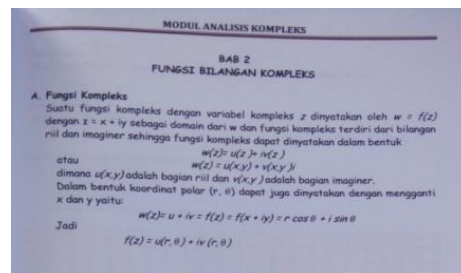 MODUL ANALISIS KOMPLEKS
BAB 2
FUNGSI BILANGAN KOMPLEKS
A. Fungsi Kompleks
Suatu fungsi kompleks dengan variabel kompleks z dinyatakan oleh w = f(z)
dengan z = x + iy sebagai domain dari w dan fungsi kompleks terdiri dari bilangan
riil dan imaginer sehingga fungsi kompleks dapat dinyatakan dalam bentuk
w(z)= u(z )+ iv(z )
atau
w(z) = u(x.y) + v(x,y )i
dimana u(x,y) adalah bagian riil dan v(x,y ) adalah bagian imaginer.
Dalam bentuk koordinat polar (r, θ) dapat juga dinyatakan dengan mengganti
x dan y yaitu:
w(z)= u + iv = f(z) = f(x + iy) = r cos θ + i sin θ
Jadi
f(z) = u(r, θ) + iv (r, θ)